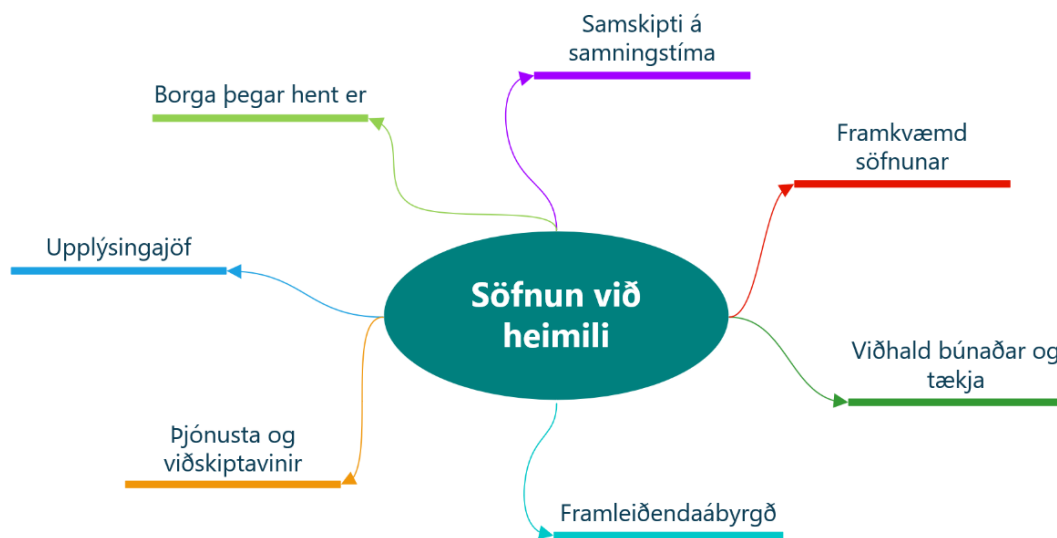 Samskipti á
samningstíma
Borga þegar hent er
Framkvæmd
söfnunar
Upplýsingajöf
Söfnun við
heimili
Viðhald búnaðar og
tækja
Þjónusta og
viðskiptavinir
Framleiðendaábyrgð